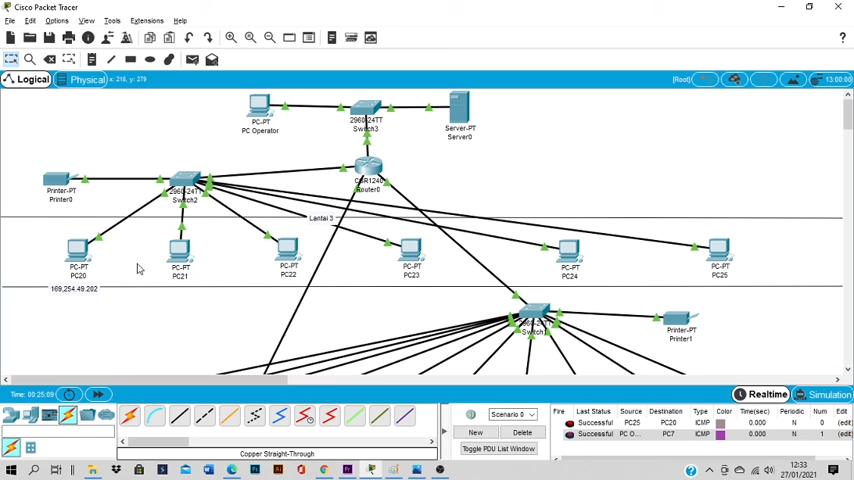 Cisco Packet Tracer
File Edit Options View Tools Extensions Help
Logical
Physical
x: 218, y: 279
[Root]
13:00:00
PC-PT
PC Operator
2960-24TT
Switch3
Server-PT
Server0
Printer-PT
Printer0
2960-24TT
Switch2
Router0
Lantai 3
PC-PT
PC20
PC-PT
PC21
PC-PT
PC22
PC-PT
PC23
PC-PT
PC24
PC-PT
PC25
169,254.49.202
2960-24TT
Printer-PT
Printer1
Time: 00:25:09
Realtime
Simulation
Scenario 0
New
Delete
Toggle PDU List Window
Fire Last Status Source Destination Type Color Time(sec) Periodic Num Edit
Successful PC25 PC20 ICMP 0.000 N 0 (edit)
Successful PC O... PC7 ICMP 0.000 N 1 (edit)
Copper Straight-Through
12:33
27/01/2021